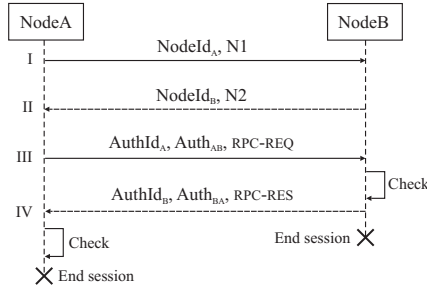 NodeA NodeB
I NodeId_A, N1
II NodeId_B, N2
III AuthId_A, Auth_AB, RPC-REQ
Check
IV AuthId_B, Auth_BA, RPC-RES
End session
Check
End session